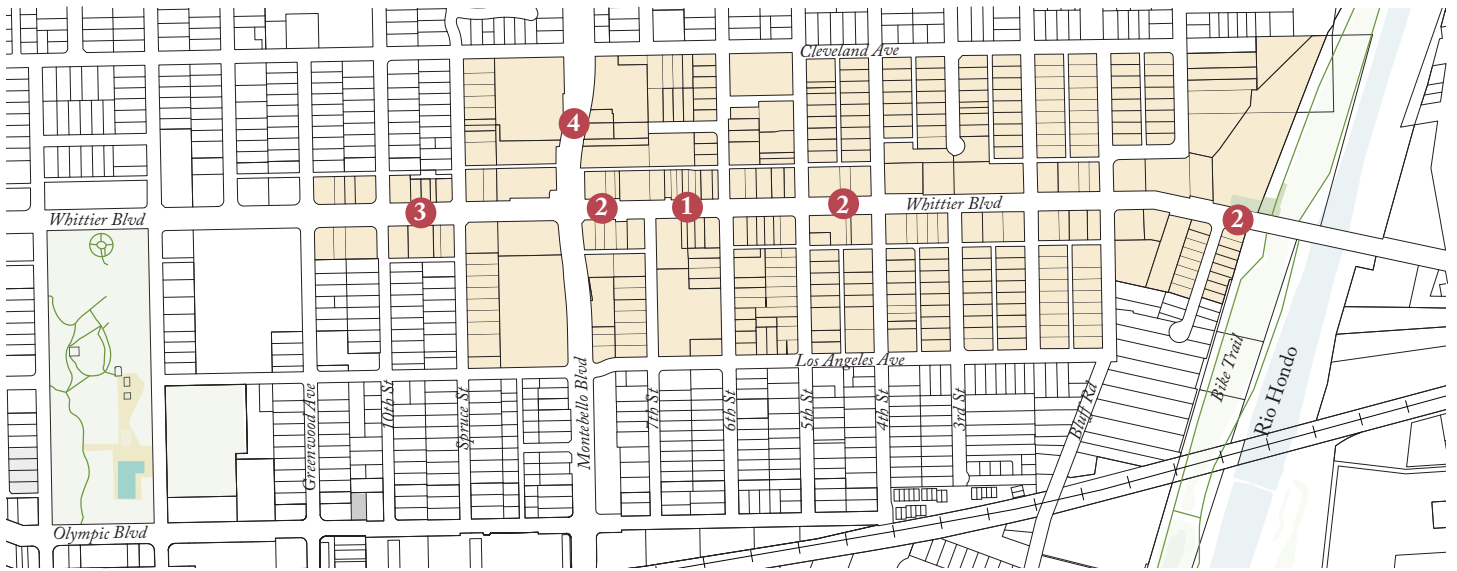 Cleveland Ave
4
2
1
2
Whittier Blvd
3
Whittier Blvd
2
Los Angeles Ave
Greenwood Ave
10th St
Spruce St
Montebello Blvd
7th St
6th St
5th St
4th St
3rd St
Bluff Rd
Bike Trail
Rio Hondo
Olympic Blvd